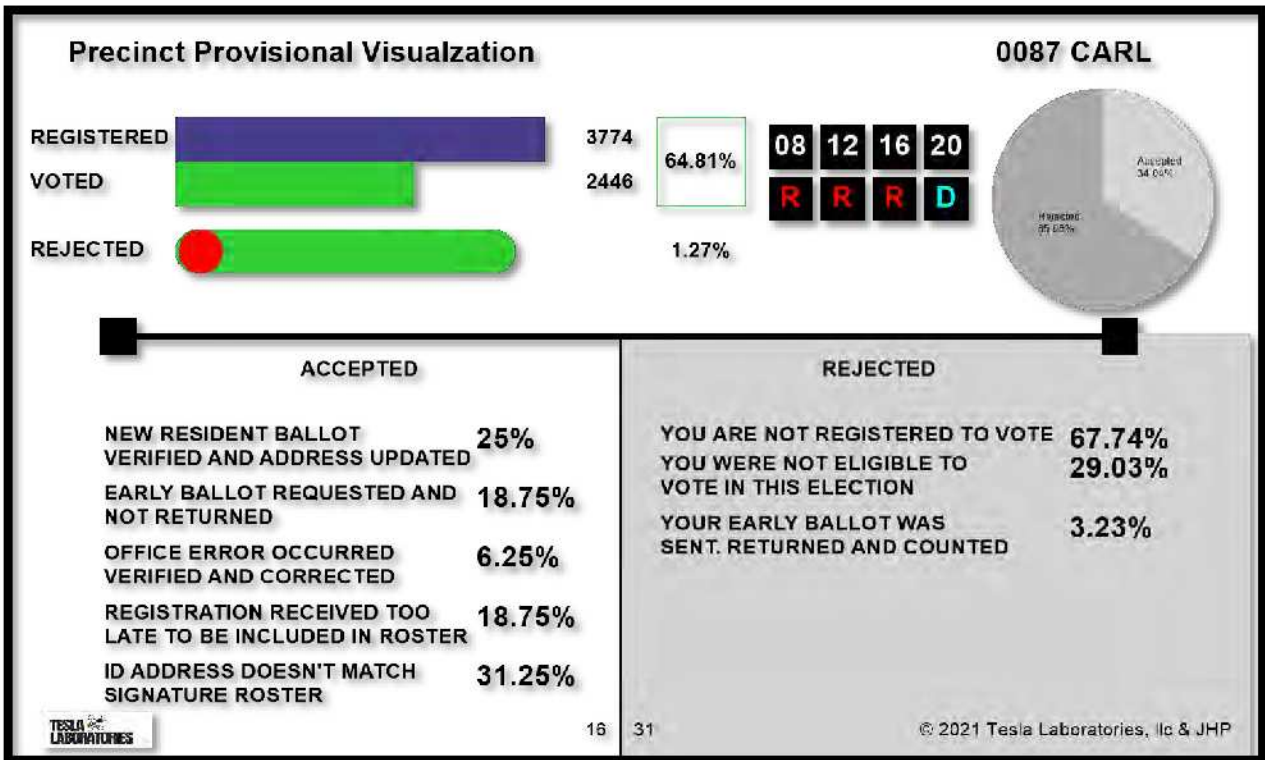 Precinct Provisional Visualzation
0087 CARL
REGISTERED
3774
VOTED
2446
64.81%
08 12 16 20
R R R D
REJECTED
1.27%
Accepted
34.04%
Rejected
ACCEPTED
NEW RESIDENT BALLOT
VERIFIED AND ADDRESS UPDATED
25%
EARLY BALLOT REQUESTED AND
NOT RETURNED
18.75%
OFFICE ERROR OCCURRED
VERIFIED AND CORRECTED
6.25%
REGISTRATION RECEIVED TOO
LATE TO BE INCLUDED IN ROSTER
18.75%
ID ADDRESS DOESN'T MATCH
SIGNATURE ROSTER
31.25%
16
REJECTED
YOU ARE NOT REGISTERED TO VOTE
67.74%
YOU WERE NOT ELIGIBLE TO
VOTE IN THIS ELECTION
29.03%
YOUR EARLY BALLOT WAS
SENT. RETURNED AND COUNTED
3.23%
31
TESLA
LABORATORIES
© 2021 Tesla Laboratories, llc & JHP